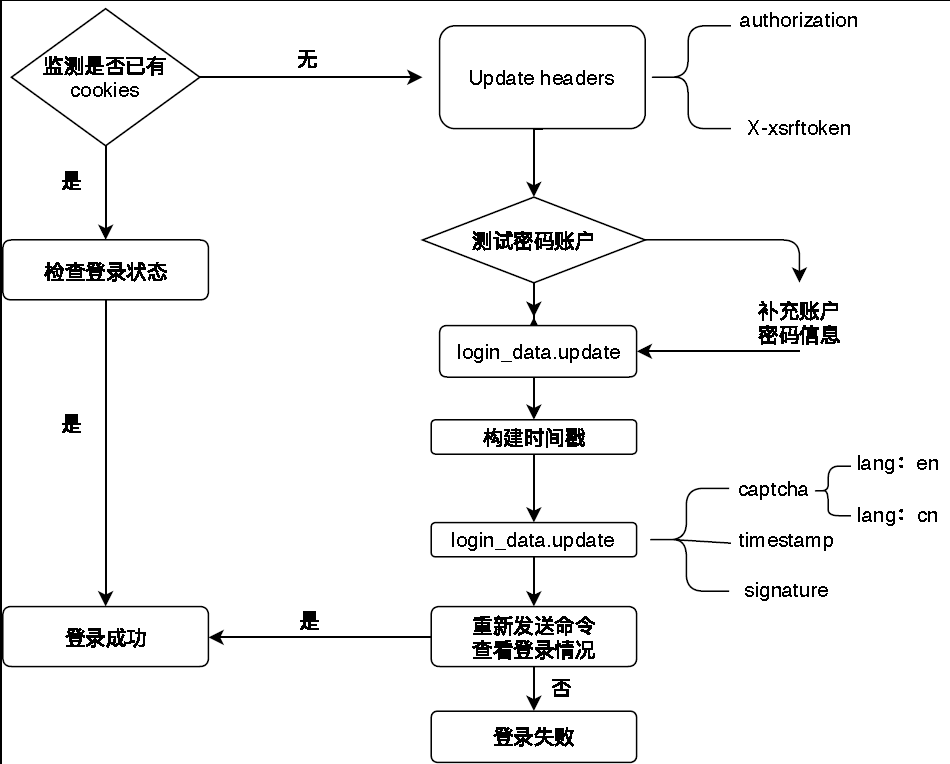 监测是否已有
cookies
无
Update headers
authorization
X-xsrftoken
是
测试密码账户
检查登录状态
补充账户
密码信息
login_data.update
是
构建时间戳
captcha
lang：en
lang：cn
login_data.update
timestamp
signature
登录成功
是
重新发送命令
查看登录情况
否
登录失败